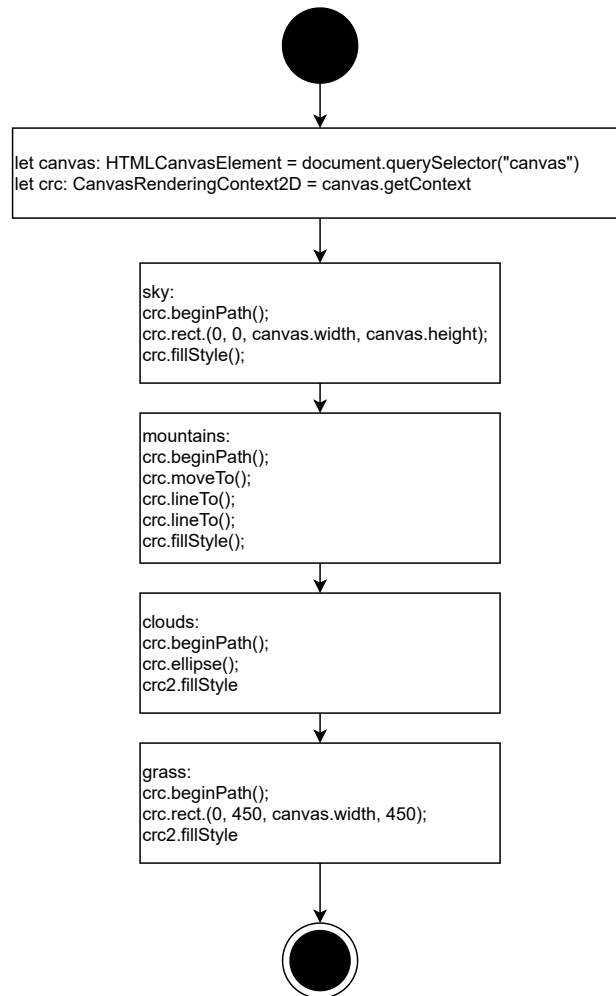 let canvas: HTMLCanvasElement = document.querySelector("canvas")
let crc: CanvasRenderingContext2D = canvas.getContext
sky:
crc.beginPath();
crc.rect.(0, 0, canvas.width, canvas.height);
crc.fillStyle();
mountains:
crc.beginPath();
crc.moveTo();
crc.lineTo();
crc.lineTo();
crc.fillStyle();
clouds:
crc.beginPath();
crc.ellipse();
crc2.fillStyle
grass:
crc.beginPath();
crc.rect.(0, 450, canvas.width, 450);
crc2.fillStyle